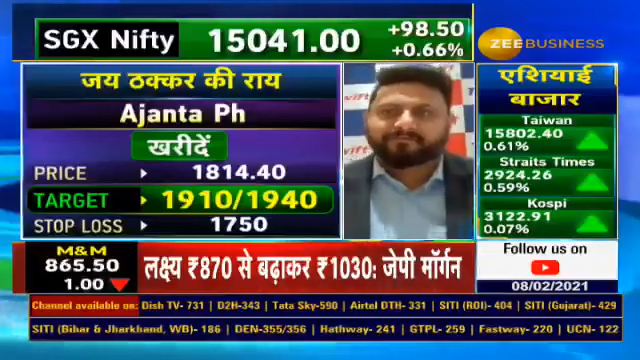 SGX Nifty 15041.00 +98.50
+0.66%
ZEE BUSINESS
जय ठक्कर की राय
Ajanta Ph
खरीदें
PRICE 1814.40
TARGET 1910/1940
STOP LOSS 1750
एशियाई
बाजार
Taiwan
15802.40
0.61%
Straits Times
2924.26
0.59%
Kospi
3122.91
0.07%
M&M
865.50
1.00
लक्ष्य ₹870 से बढ़ाकर ₹1030: जेपी मॉर्गन
Follow us on
08/02/2021
Channel available on: Dish TV- 731 | D2H-343 | Tata Sky-590 | Airtel DTH- 331 | SITI (ROI)- 404 | SITI (Gujarat)- 429
SITI (Bihar & Jharkhand, WB)- 186 | DEN-355/356 | Hathway- 241 | GTPL- 259 | Fastway- 220 | UCN- 122